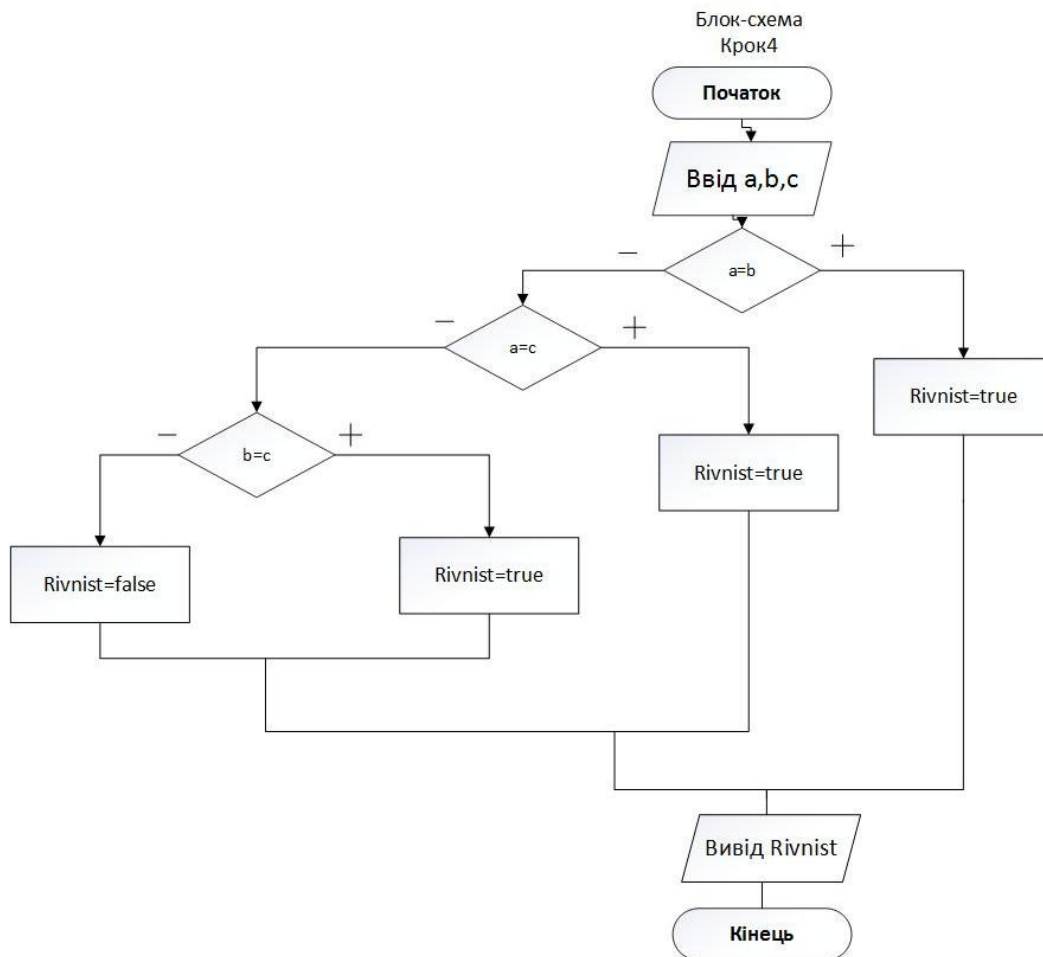 Блок-схема
Крок4
Початок
Ввід a,b,c
a=b
− +
a=c
− +
b=c
− +
Rivnist=true
Rivnist=true
Rivnist=false
Rivnist=true
Вивід Rivnist
Кінець